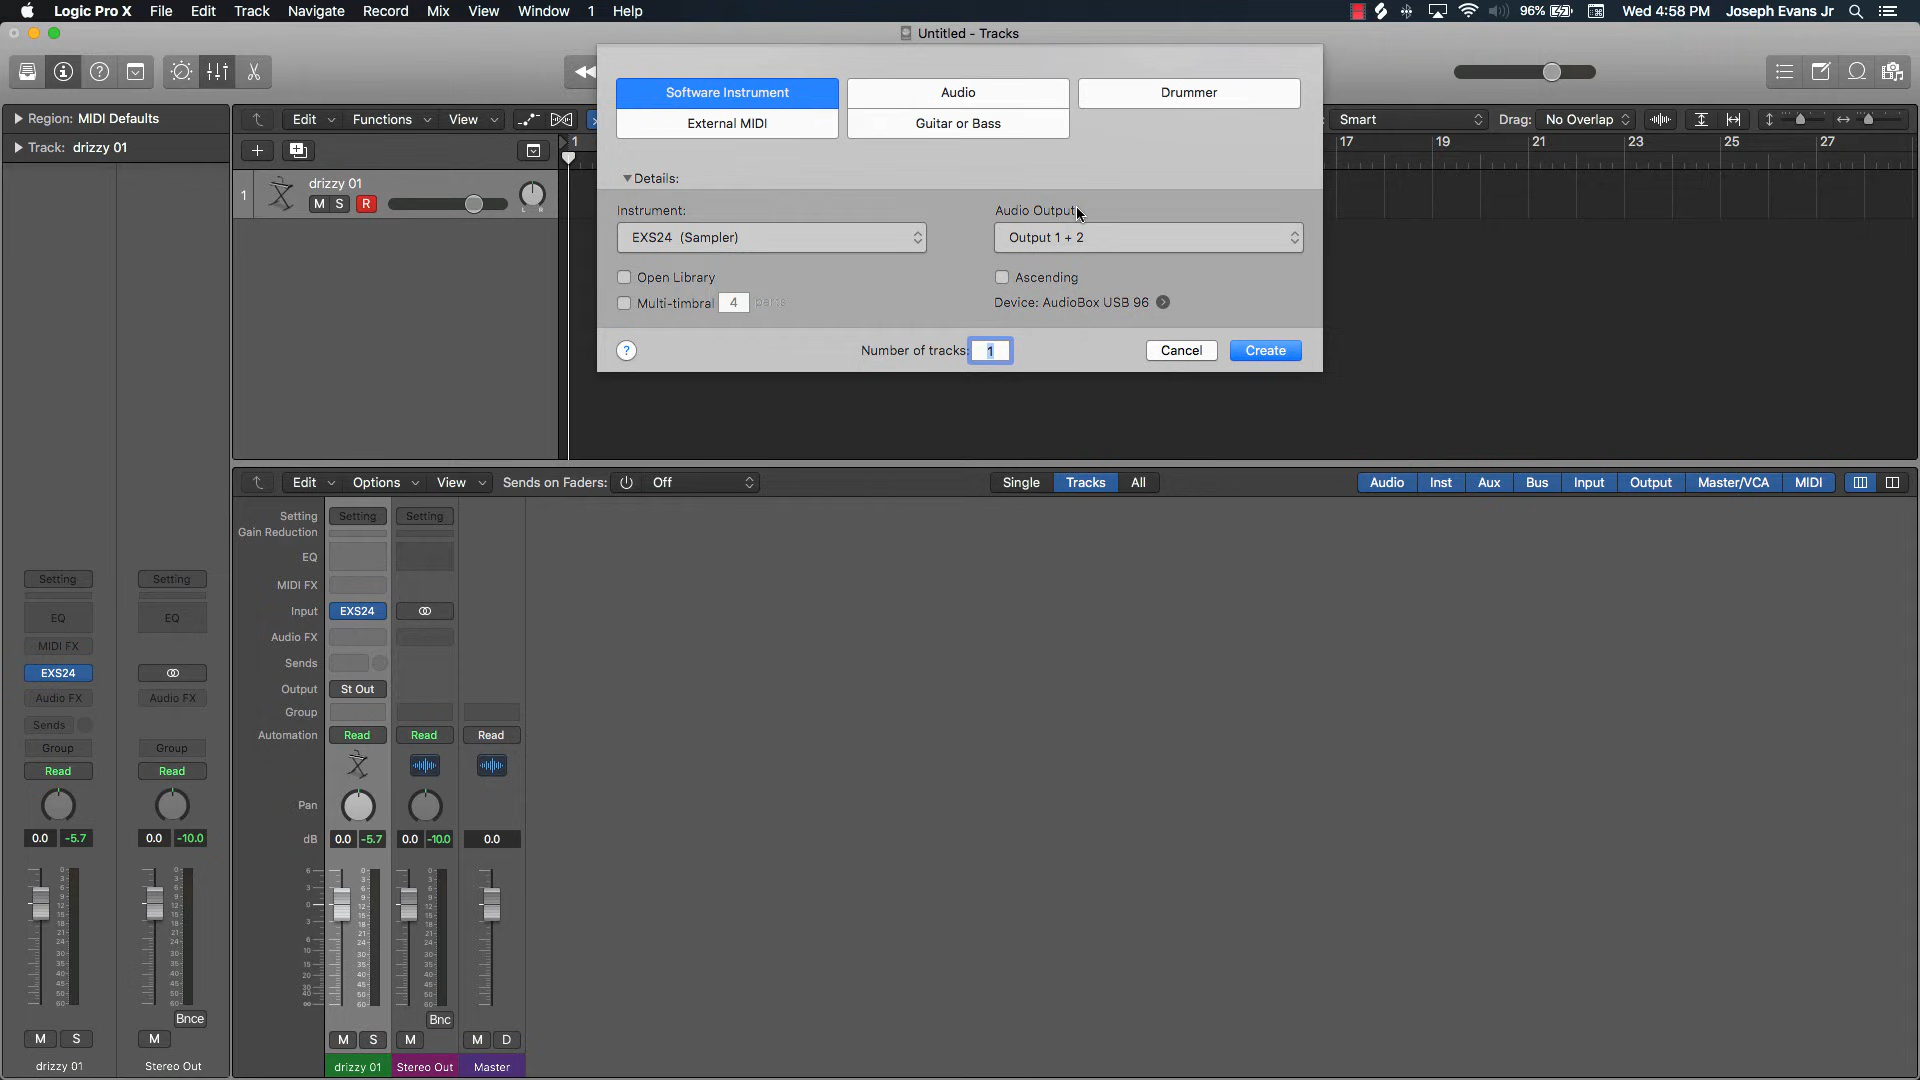 Logic Pro X File Edit Track Navigate Record Mix View Window 1 Help 96% Wed 4:58 PM Joseph Evans Jr
Untitled - Tracks
Software Instrument Audio Drummer
External MIDI Guitar or Bass
Region: MIDI Defaults
Edit Functions View Smart Drag: No Overlap
Track: drizzy 01
1 17 19 21 23 25 27
Details:
1 drizzy 01
M S R
L R
Instrument: Audio Output:
EXS24 (Sampler) Output 1 + 2
Open Library Ascending
Multi-timbral 4 parts Device: AudioBox USB 96
? Number of tracks: 1 Cancel Create
Edit Options View Sends on Faders: Off Single Tracks All Audio Inst Aux Bus Input Output Master/VCA MIDI
Setting Setting Setting
Gain Reduction
EQ
MIDI FX
Input EXS24
Audio FX
Sends
Output St Out
Group
Automation Read Read Read
Pan
dB 0.0 -5.7 0.0 -10.0 0.0
Bnc
M S M M D
drizzy 01 Stereo Out Master
Setting Setting
EQ EQ
MIDI FX
EXS24
Audio FX Audio FX
Sends
Group Group
Read Read
0.0 -5.7 0.0 -10.0
Bnce
M S M
drizzy 01 Stereo Out